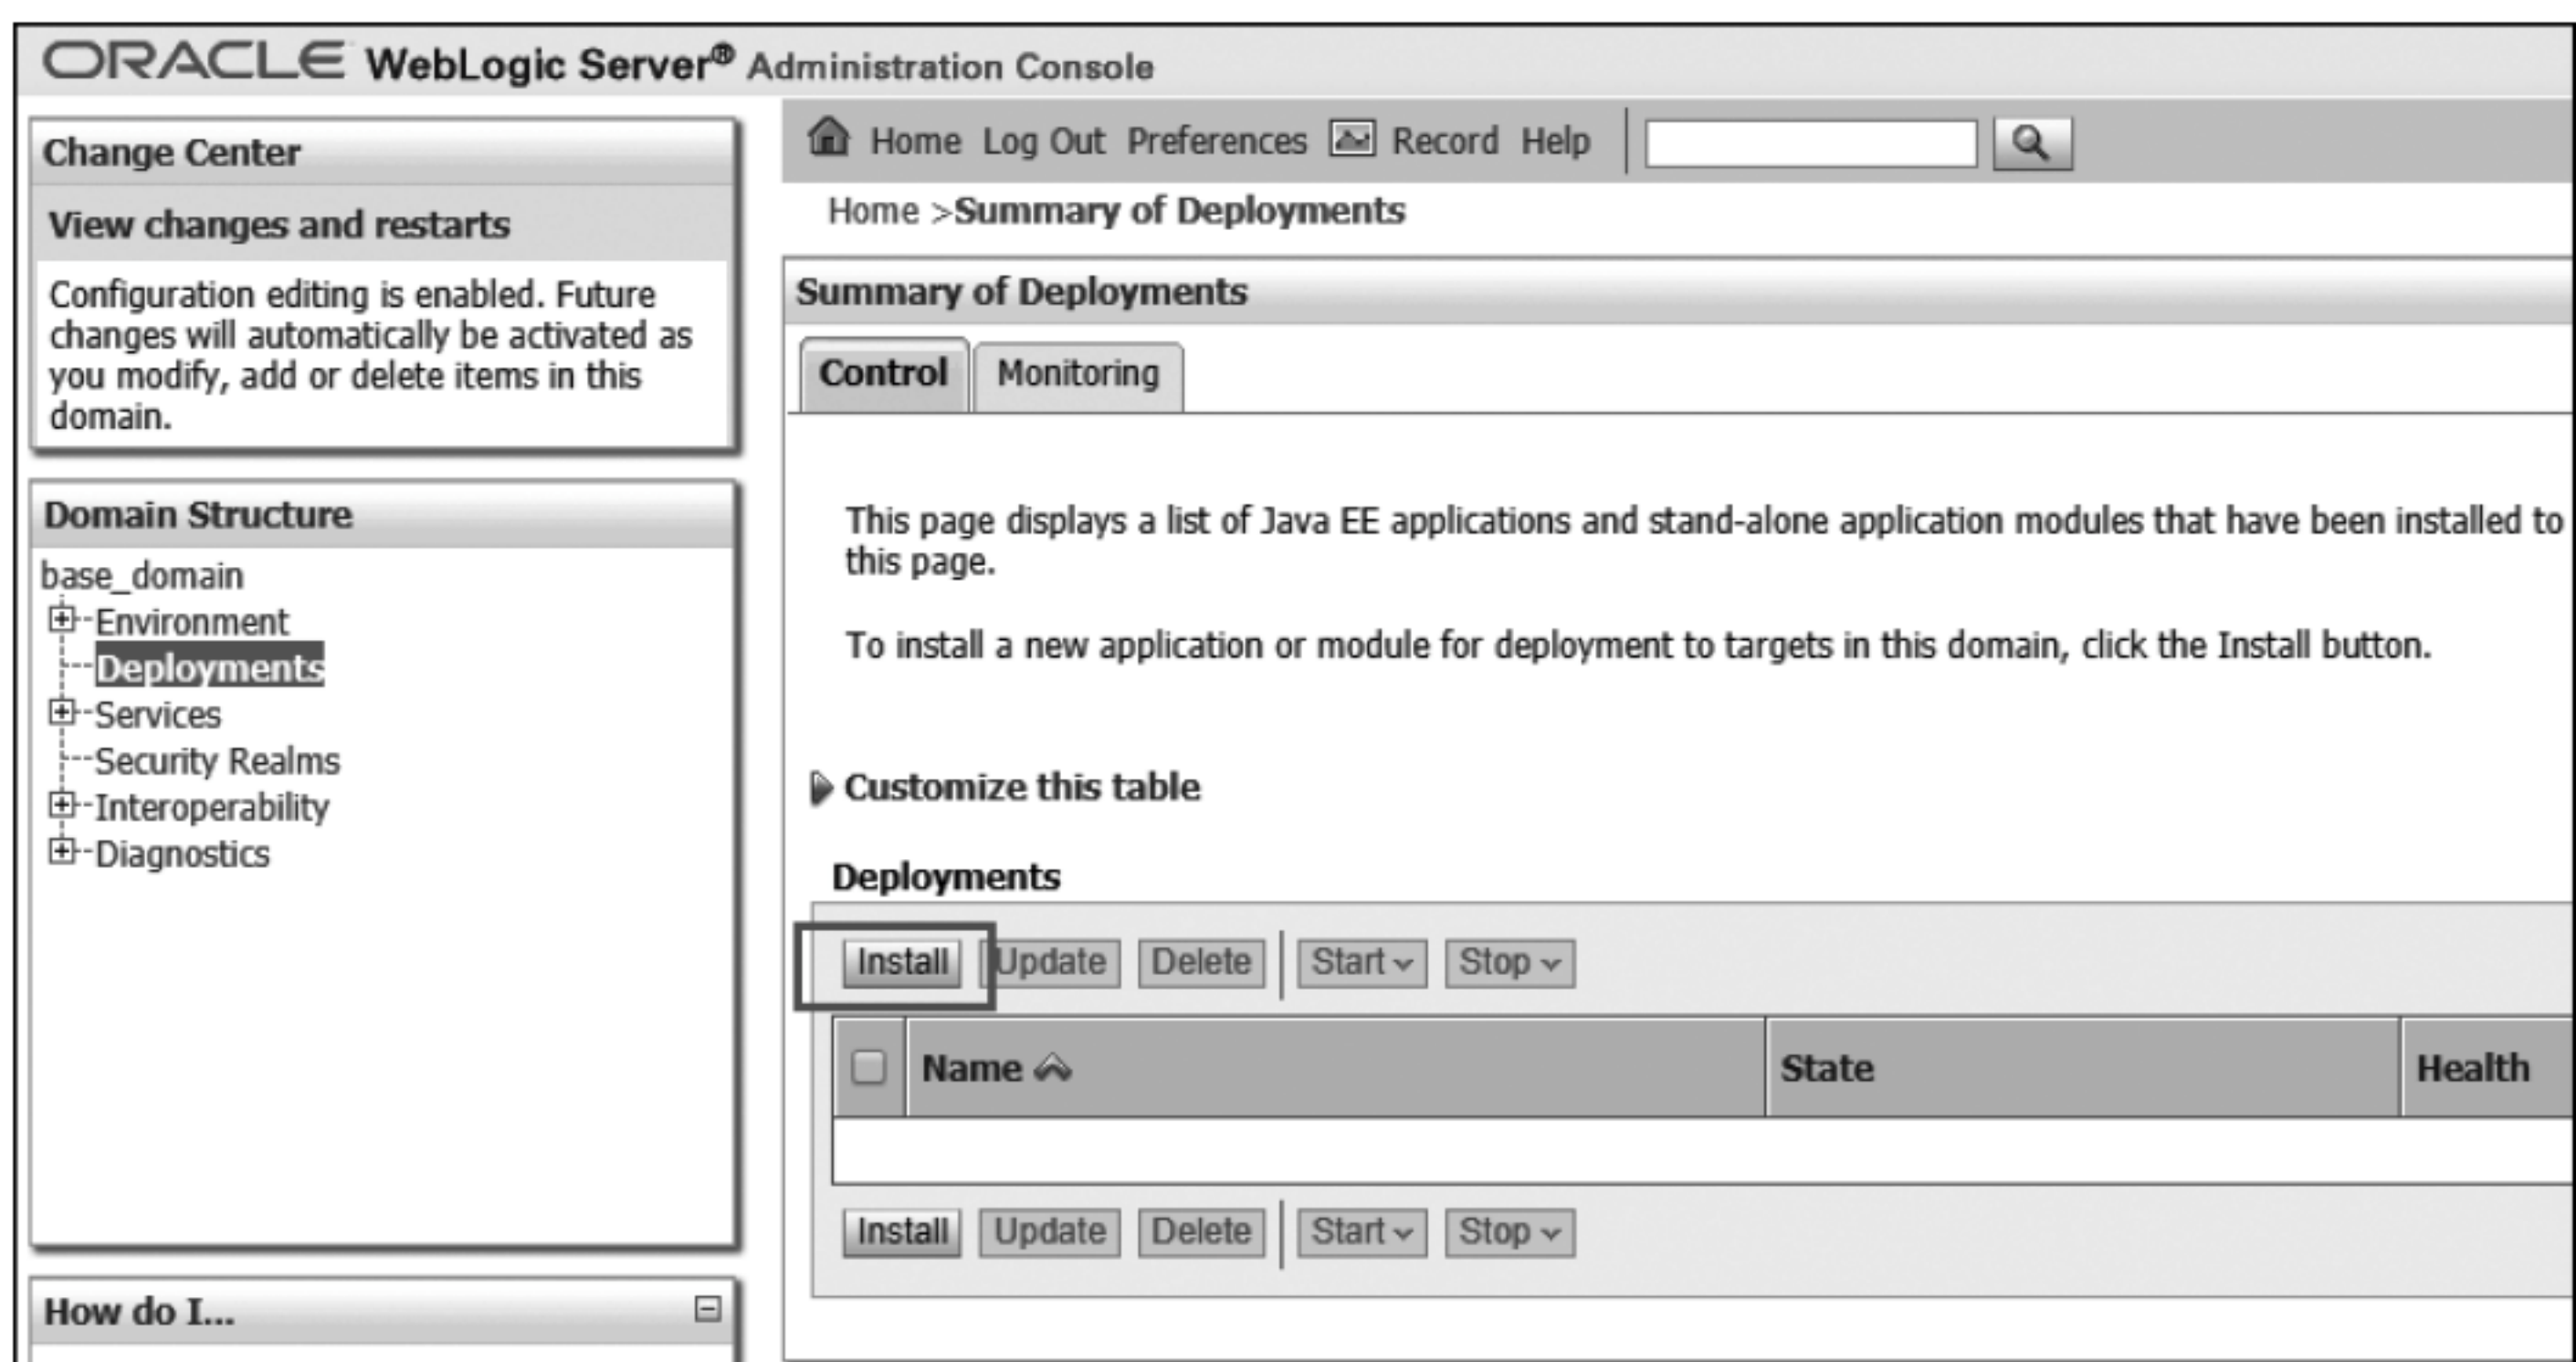 ORACLE WebLogic Server® Administration Console
Change Center
View changes and restarts
Configuration editing is enabled. Future
changes will automatically be activated as
you modify, add or delete items in this
domain.
Domain Structure
base_domain
Environment
Deployments
Services
Security Realms
Interoperability
Diagnostics
How do I...
Home Log Out Preferences Record Help
Home >Summary of Deployments
Summary of Deployments
Control Monitoring
This page displays a list of Java EE applications and stand-alone application modules that have been installed to
this page.
To install a new application or module for deployment to targets in this domain, click the Install button.
Customize this table
Deployments
Install Update Delete Start Stop
Name State Health
Install Update Delete Start Stop